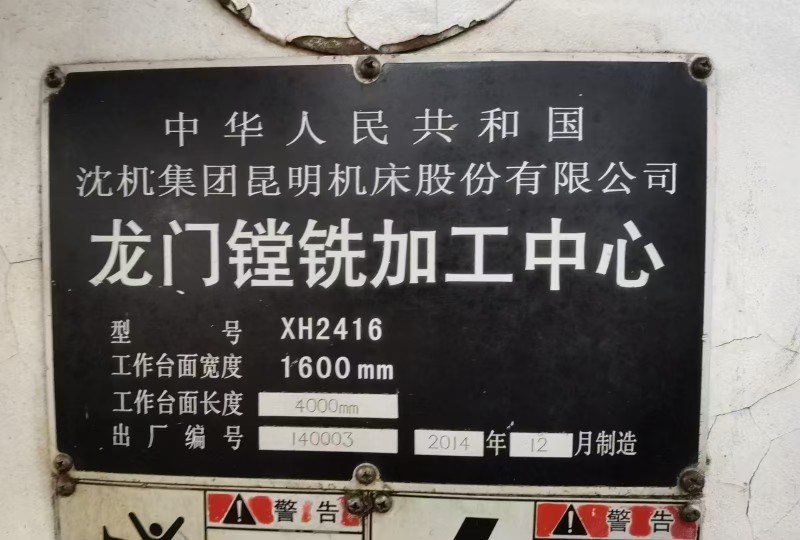 中华人民共和国
沈机集团昆明机床股份有限公司
龙门镗铣加工中心
型 号 XH2416
工作台面宽度 1600mm
工作台面长度 4000mm
出厂编号 140003 2014年12月制造
警告 警告